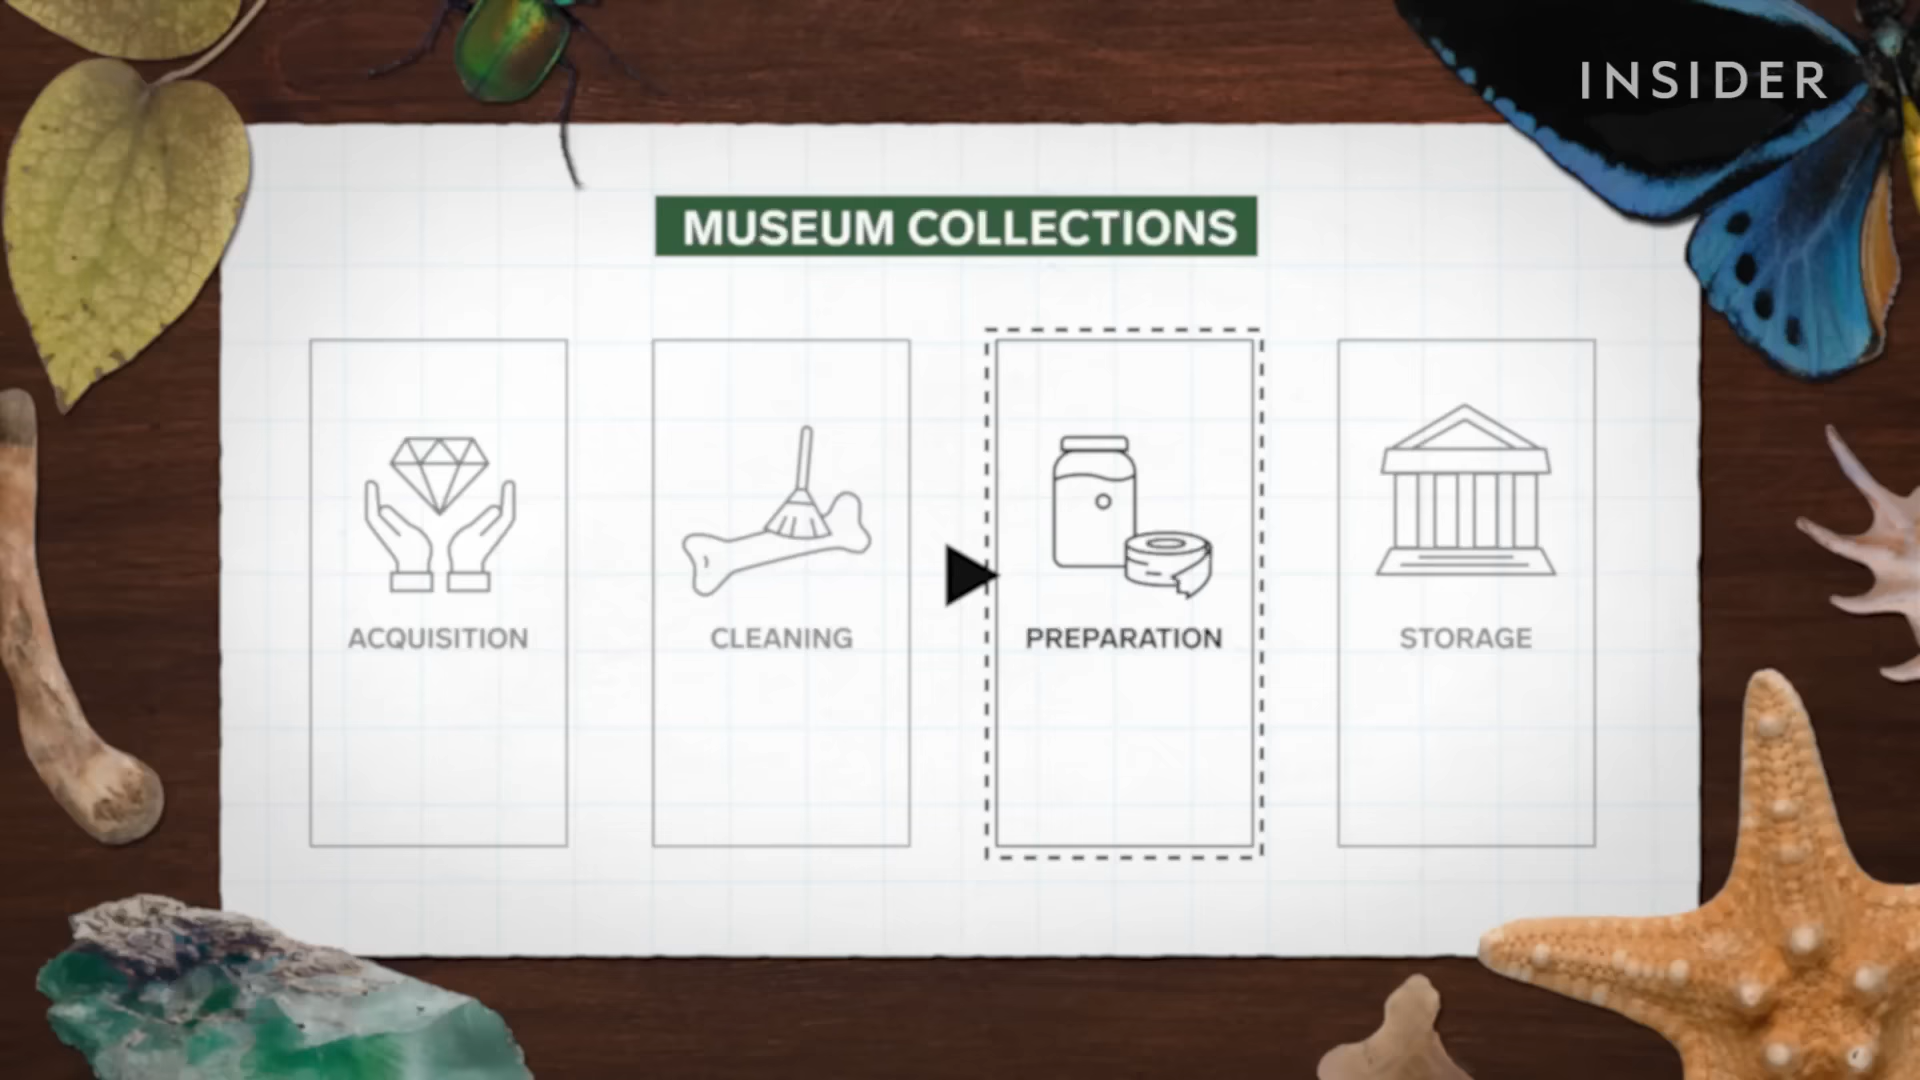 INSIDER
MUSEUM COLLECTIONS
ACQUISITION
CLEANING
PREPARATION
STORAGE